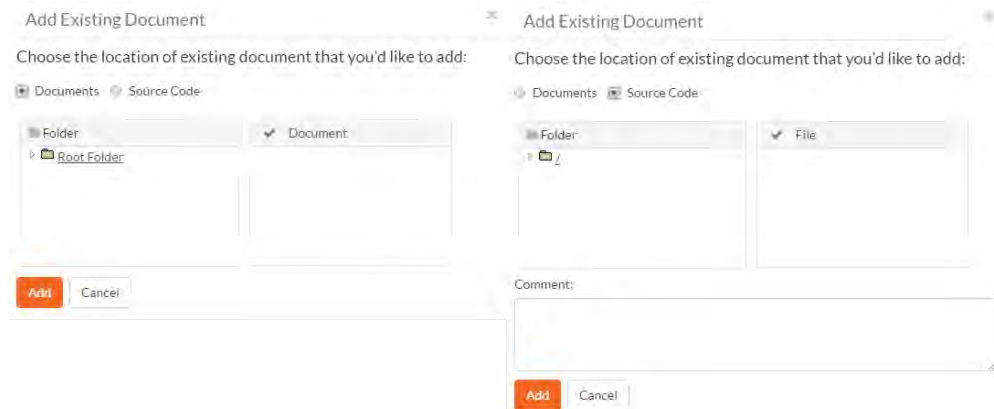 Add Existing Document
Choose the location of existing document that you'd like to add:
Documents Source Code
Folder Document
Root Folder
Add Cancel
Add Existing Document
Choose the location of existing document that you'd like to add:
Documents Source Code
Folder File
/
Comment:
Add Cancel